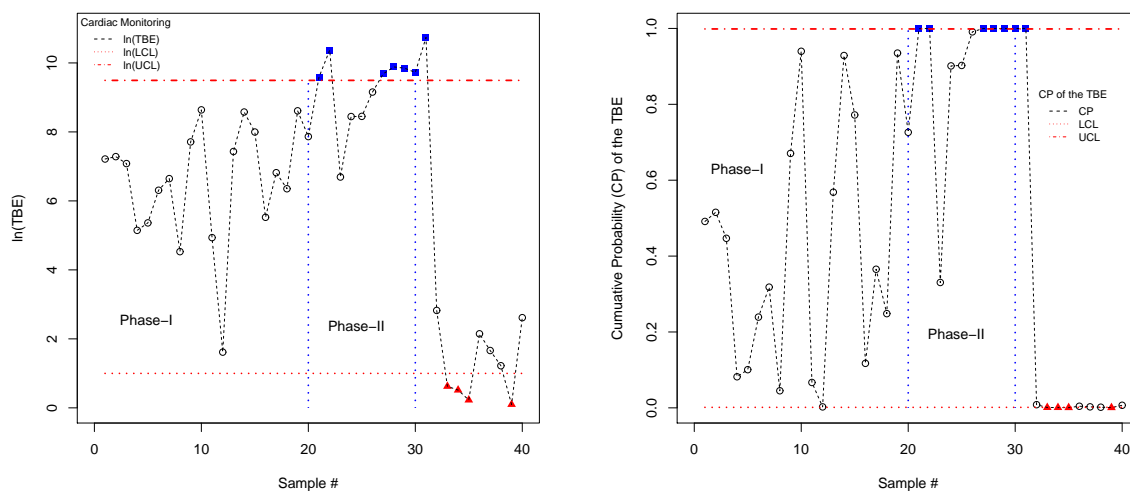 Cardiac Monitoring
ln(TBE)
ln(LCL)
ln(UCL)
10
8
6
4
2
0
ln(TBE)
Phase−I
Phase−II
0 10 20 30 40
Sample #
1.0
0.8
0.6
0.4
0.2
0.0
Cumuative Probability (CP) of the TBE
CP of the TBE
CP
LCL
UCL
Phase−I
Phase−II
0 10 20 30 40
Sample #